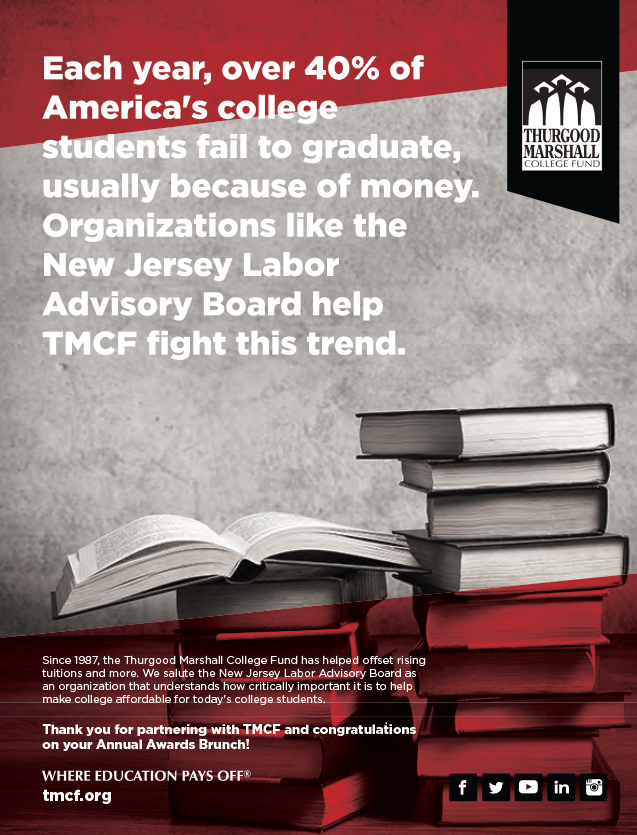 Each year, over 40% of
America's college
students fail to graduate,
usually because of money.
Organizations like the
New Jersey Labor
Advisory Board help
TMCF fight this trend.
THURGOOD
MARSHALL
COLLEGE FUND
Since 1987, the Thurgood Marshall College Fund has helped offset rising
tuitions and more. We salute the New Jersey Labor Advisory Board as
an organization that understands how critically important it is to help
make college affordable for today's college students.
Thank you for partnering with TMCF and congratulations
on your Annual Awards Brunch!
WHERE EDUCATION PAYS OFF®
tmcf.org